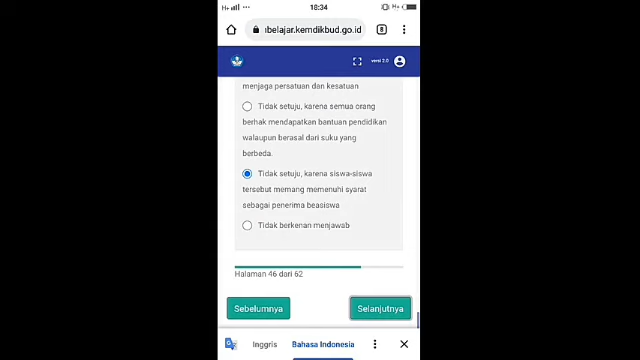 18:34
belajar.kemdikbud.go.id
8
versi 2.0
menjaga persatuan dan kesatuan
Tidak setuju, karena semua orang
berhak mendapatkan bantuan pendidikan
walaupun berasal dari suku yang
berbeda.
Tidak setuju, karena siswa-siswa
tersebut memang memenuhi syarat
sebagai penerima beasiswa
Tidak berkenan menjawab
Halaman 46 dari 62
Sebelumnya
Selanjutnya
Inggris
Bahasa Indonesia